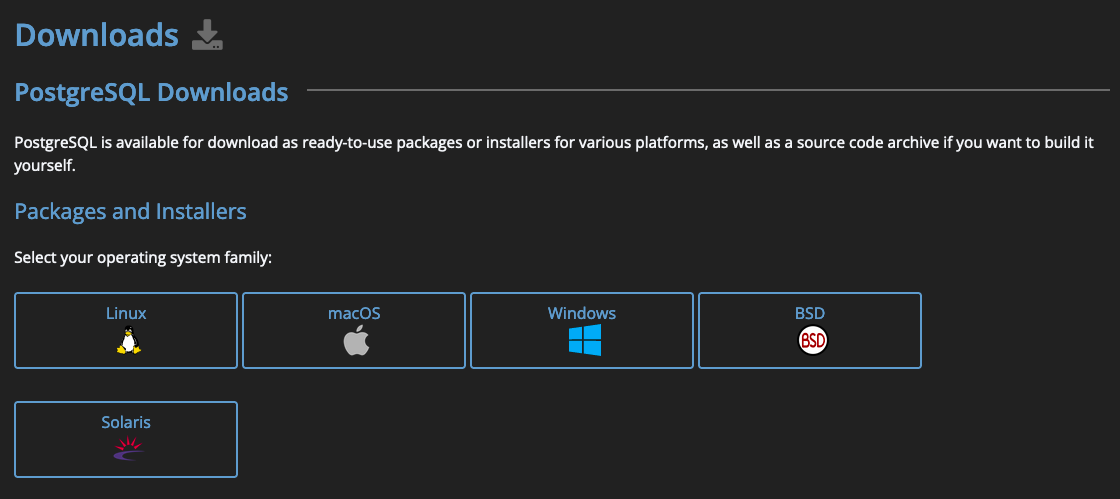 Downloads
PostgreSQL Downloads
PostgreSQL is available for download as ready-to-use packages or installers for various platforms, as well as a source code archive if you want to build it
yourself.
Packages and Installers
Select your operating system family:
Linux
macOS
Windows
BSD
BSD
Solaris